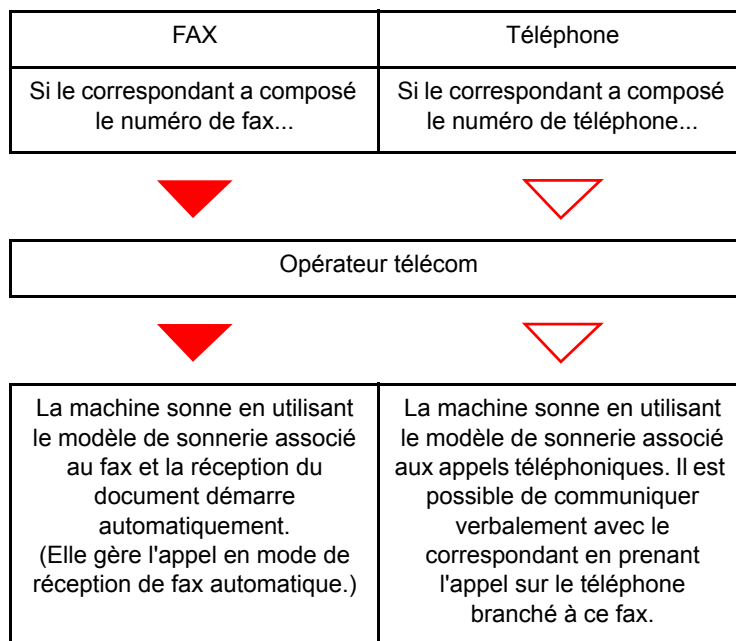 FAX
Téléphone
Si le correspondant a composé
le numéro de fax...
Si le correspondant a composé
le numéro de téléphone...
Opérateur télécom
La machine sonne en utilisant
le modèle de sonnerie associé
au fax et la réception du
document démarre
automatiquement.
(Elle gère l'appel en mode de
réception de fax automatique.)
La machine sonne en utilisant
le modèle de sonnerie associé
aux appels téléphoniques. Il est
possible de communiquer
verbalement avec le
correspondant en prenant
l'appel sur le téléphone
branché à ce fax.